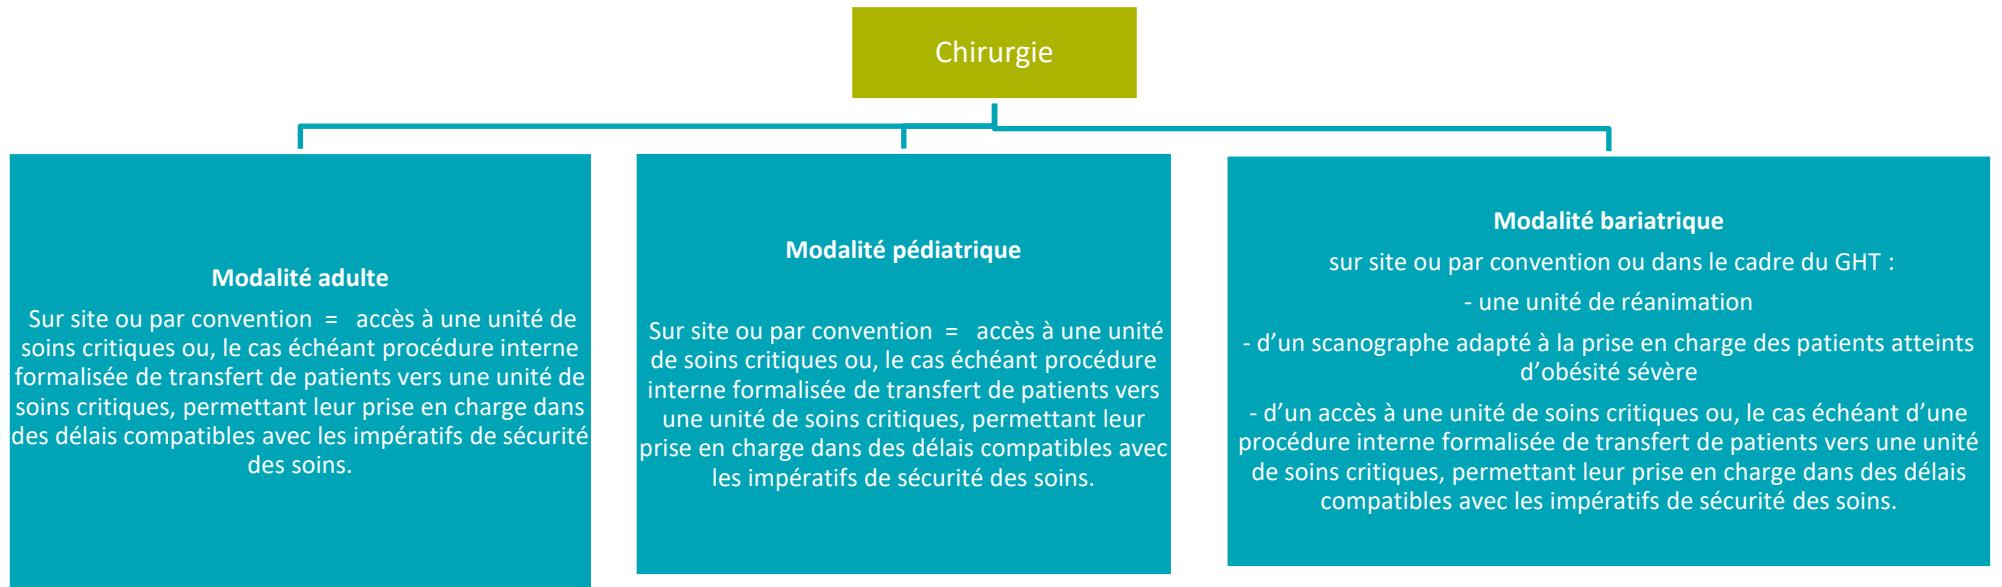 Chirurgie
Modalité adulte
Sur site ou par convention  =   accès à une unité de
soins critiques ou, le cas échéant procédure interne
formalisée de transfert de patients vers une unité de
soins critiques, permettant leur prise en charge dans
des délais compatibles avec les impératifs de sécurité
des soins.
Modalité pédiatrique
Sur site ou par convention  =   accès à une unité
de soins critiques ou, le cas échéant procédure
interne formalisée de transfert de patients vers
une unité de soins critiques, permettant leur
prise en charge dans des délais compatibles avec
les impératifs de sécurité des soins.
Modalité bariatrique
sur site ou par convention ou dans le cadre du GHT :
- une unité de réanimation
- d’un scanographe adapté à la prise en charge des patients atteints
d’obésité sévère
- d’un accès à une unité de soins critiques ou, le cas échéant d’une
procédure interne formalisée de transfert de patients vers une unité
de soins critiques, permettant leur prise en charge dans des délais
compatibles avec les impératifs de sécurité des soins.